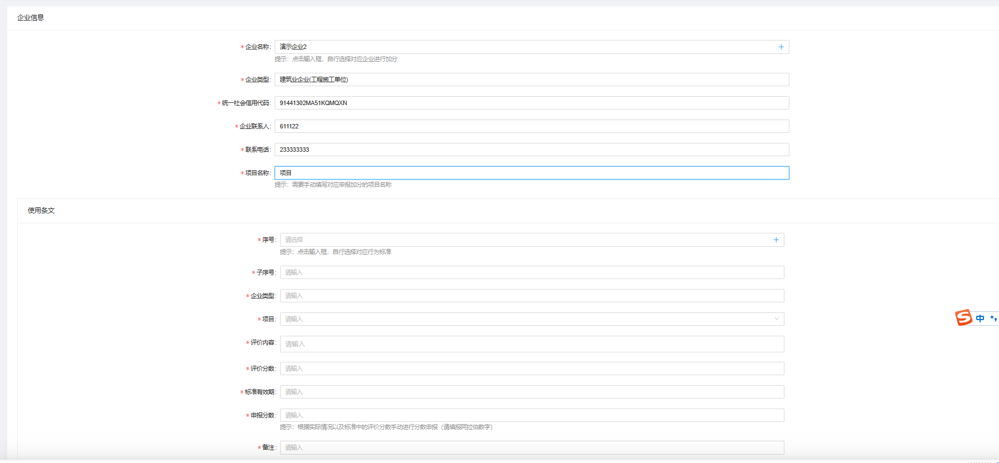 企业信息
*企业名称: 演示企业2 +
提示：点击输入框，自行选择对应企业进行加分
*企业类型: 建筑业企业(工程施工单位)
*统一社会信用代码: 91441302MA51KQMQXN
*企业联系人: 611122
*联系电话: 233333333
*项目名称: 项目
提示：需要手动填写对应申报加分的项目名称
使用条文
*序号: 请选择 +
提示：点击输入框，自行选择对应行为标准
*子序号: 请输入
*企业类型: 请输入
*项目: 请输入
*评价内容: 请输入
*评价分数: 请输入
*标准有效期: 请输入
*申报分数: 请输入
提示：根据实际情况以及标准中的评价分数手动进行分数申报（请填报阿拉伯数字）
*备注: 请输入
S 中 °,